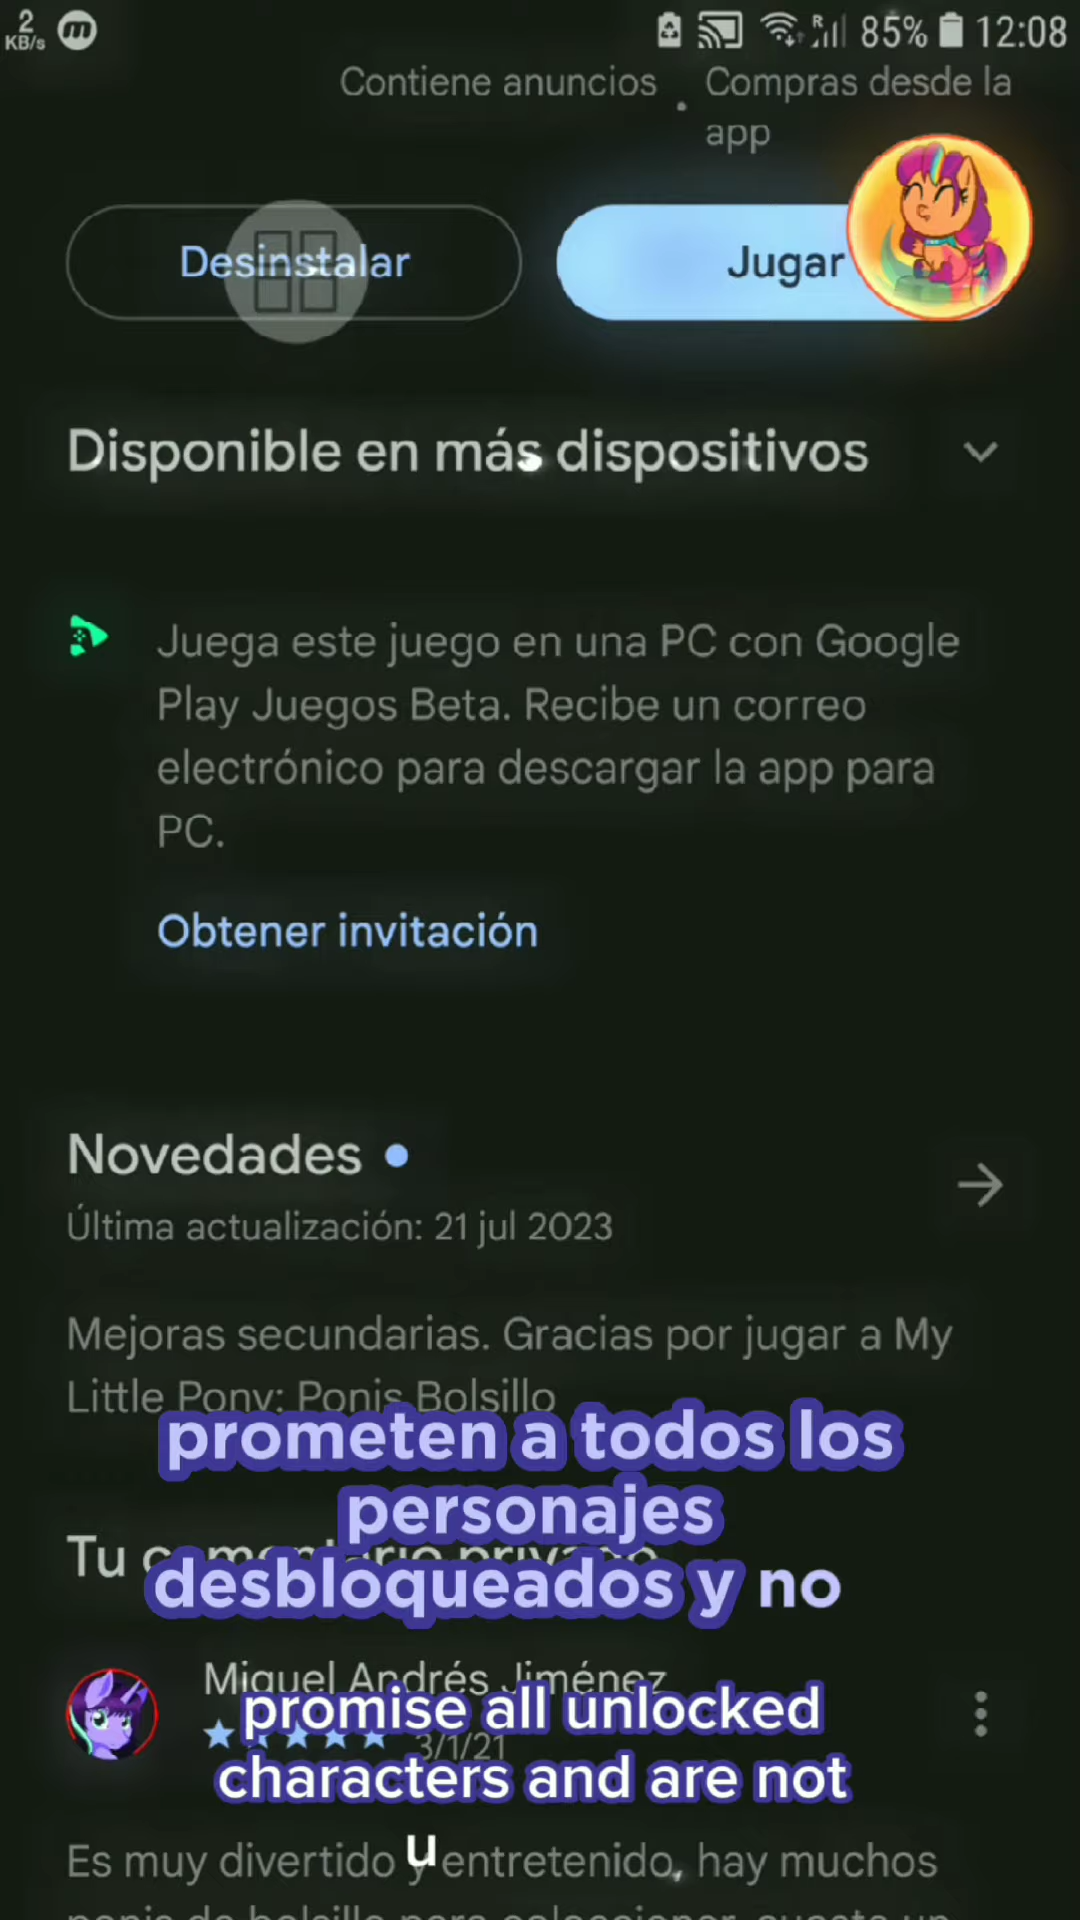 2
KB/s
R
85%
12:08
Contiene anuncios
Compras desde la
app
Desinstalar
Jugar
Disponible en más dispositivos
Juega este juego en una PC con Google
Play Juegos Beta. Recibe un correo
electrónico para descargar la app para
PC.
Obtener invitación
Novedades
Última actualización: 21 jul 2023
Mejoras secundarias. Gracias por jugar a My
Little Pony: Ponis Bolsillo
prometen a todos los
personajes
Tu comentario privado
desbloqueados y no
Miguel Andrés Jiménez
promise all unlocked
3/1/21
characters and are not
u
Es muy divertido y entretenido, hay muchos